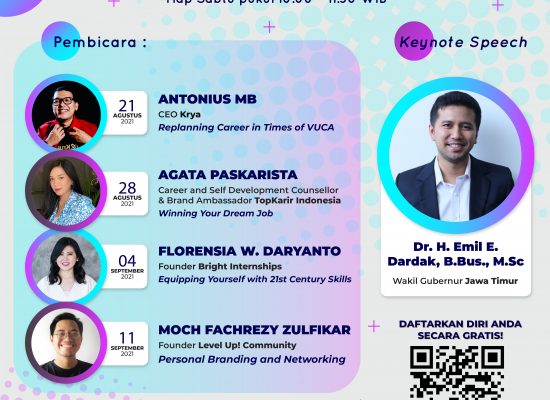 Tiap Sabtu pukul 10.00 - 11.30 WIB
Pembicara :
21
AGUSTUS
2021
ANTONIUS MB
CEO Krya
Replanning Career in Times of VUCA
28
AGUSTUS
2021
AGATA PASKARISTA
Career and Self Development Counsellor
& Brand Ambassador TopKarir Indonesia
Winning Your Dream Job
04
SEPTEMBER
2021
FLORENSIA W. DARYANTO
Founder Bright Internships
Equipping Yourself with 21st Century Skills
11
SEPTEMBER
2021
MOCH FACHREZY ZULFIKAR
Founder Level Up! Community
Personal Branding and Networking
Keynote Speech
Dr. H. Emil E.
Dardak, B.Bus., M.Sc
Wakil Gubernur Jawa Timur
DAFTARKAN DIRI ANDA
SECARA GRATIS!